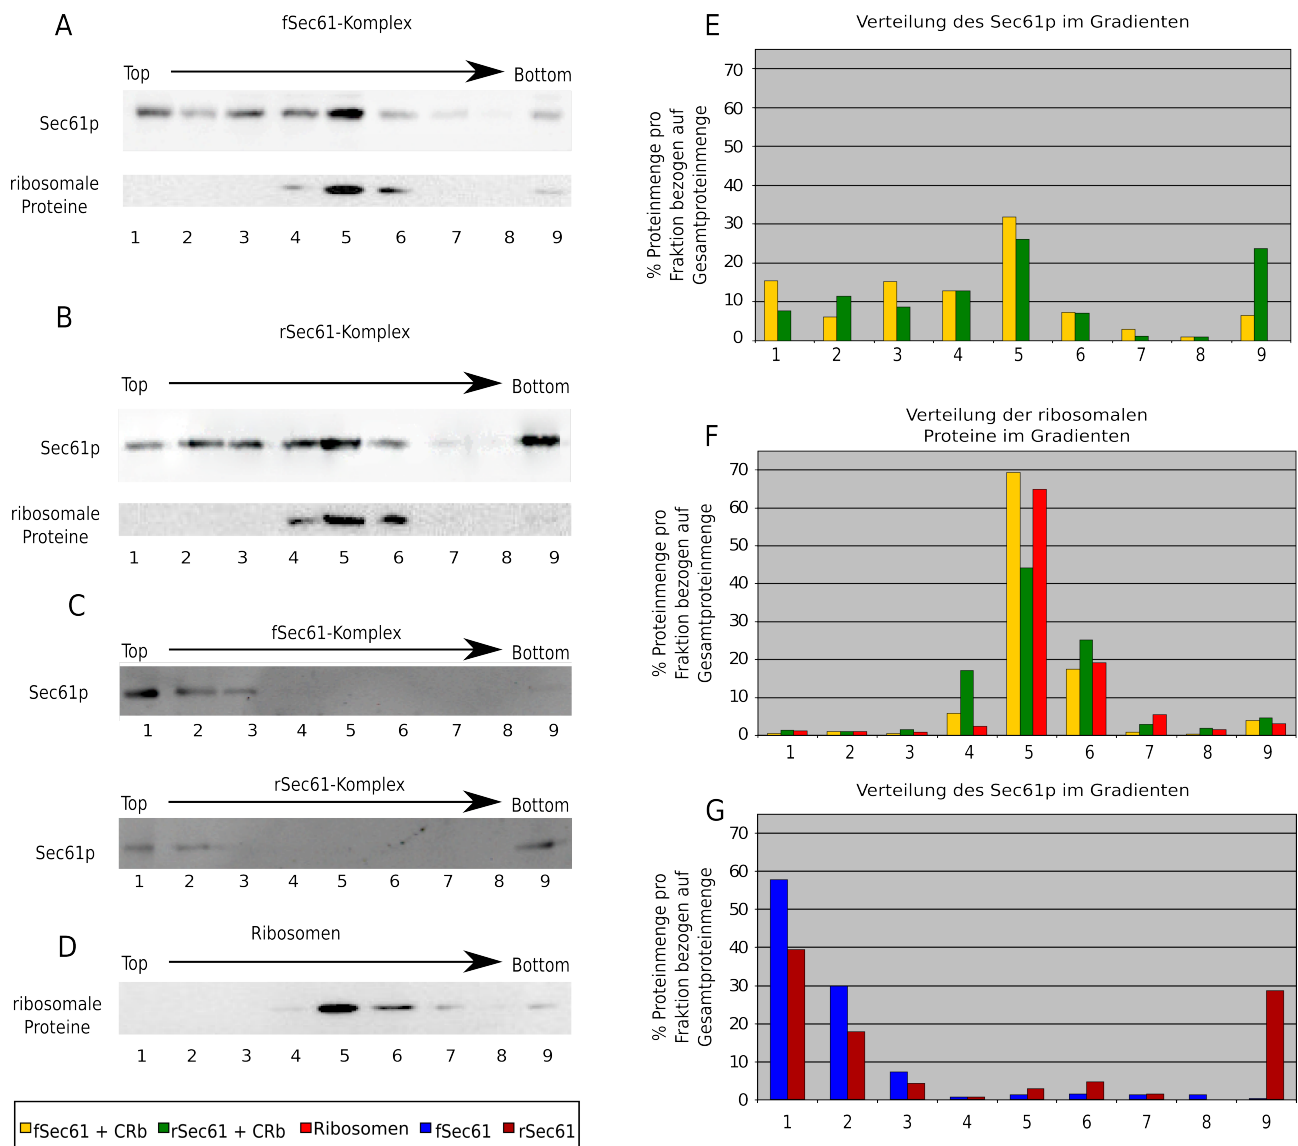 A
fSec61-Komplex
Top
Bottom
Sec61p
ribosomale
Proteine
1 2 3 4 5 6 7 8 9
B
rSec61-Komplex
Top
Bottom
Sec61p
ribosomale
Proteine
1 2 3 4 5 6 7 8 9
C
fSec61-Komplex
Top
Bottom
Sec61p
1 2 3 4 5 6 7 8 9
rSec61-Komplex
Top
Bottom
Sec61p
1 2 3 4 5 6 7 8 9
D
Ribosomen
Top
Bottom
ribosomale
Proteine
1 2 3 4 5 6 7 8 9
E
Verteilung des Sec61p im Gradienten
% Proteinmenge pro
Fraktion bezogen auf
Gesamtproteinmenge
70
60
50
40
30
20
10
0
1 2 3 4 5 6 7 8 9
F
Verteilung der ribosomalen
Proteine im Gradienten
% Proteinmenge pro
Fraktion bezogen auf
Gesamtproteinmenge
70
60
50
40
30
20
10
0
1 2 3 4 5 6 7 8 9
G
Verteilung des Sec61p im Gradienten
% Proteinmenge pro
Fraktion bezogen auf
Gesamtproteinmenge
70
60
50
40
30
20
10
0
1 2 3 4 5 6 7 8 9
fSec61 + CRb rSec61 + CRb Ribosomen fSec61 rSec61